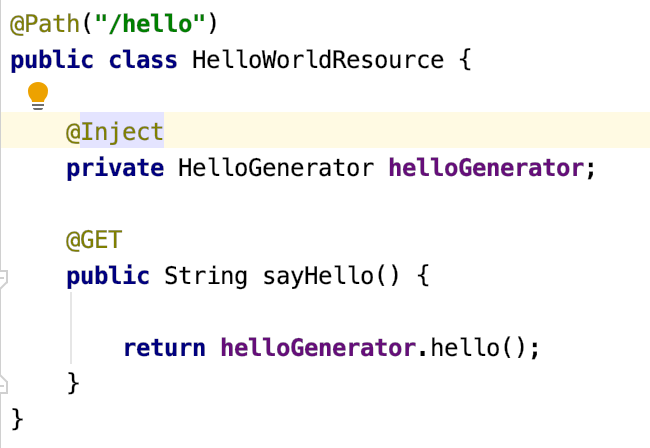 @Path("/hello")
public class HelloWorldResource {
@Inject
private HelloGenerator helloGenerator;
@GET
public String sayHello() {
return helloGenerator.hello();
}
}